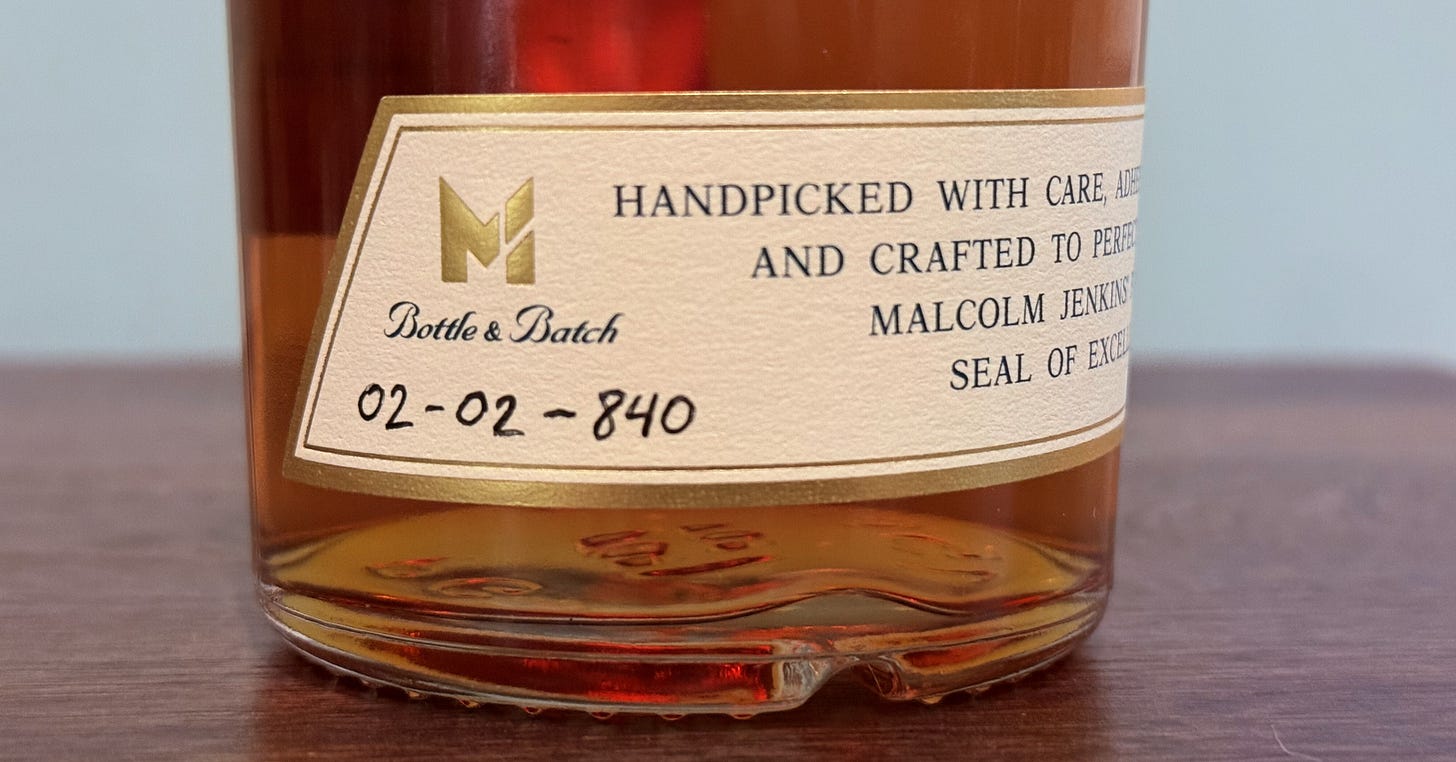 HANDPICKED WITH CARE,
AND CRAFTED TO
MALCOLM JENKINS'
SEAL OF
Bottle & Batch
02-02-840